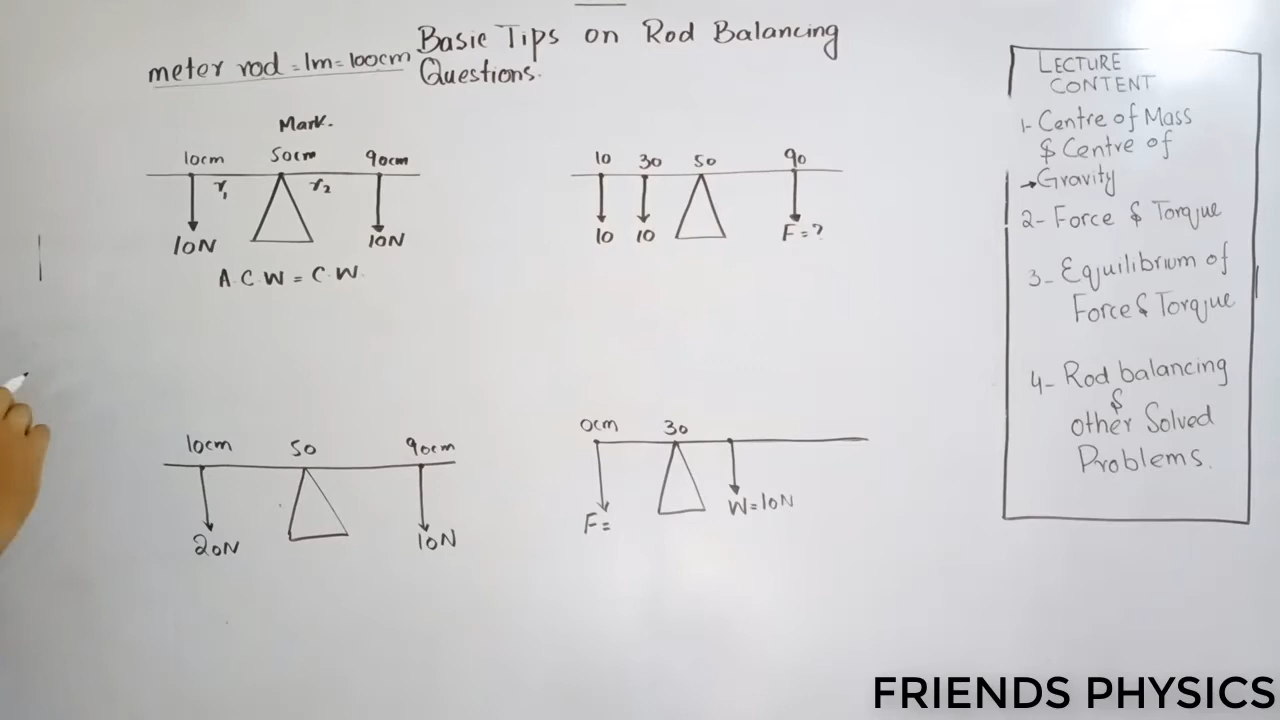 Basic Tips on Rod Balancing
Questions.
meter rod = 1m = 100cm
Mark.
10cm 50cm 90cm
r1 r2
10N 10N
A.C.W = C.W.
10 30 50 90
10 10 F=?
10cm 50 90cm
20N 10N
0cm 30
F= W=10N
LECTURE
CONTENT
1- Centre of Mass
& Centre of
→Gravity
2- Force & Torque
3- Equilibrium of
Force & Torque
4- Rod balancing
&
other Solved
Problems.
FRIENDS PHYSICS